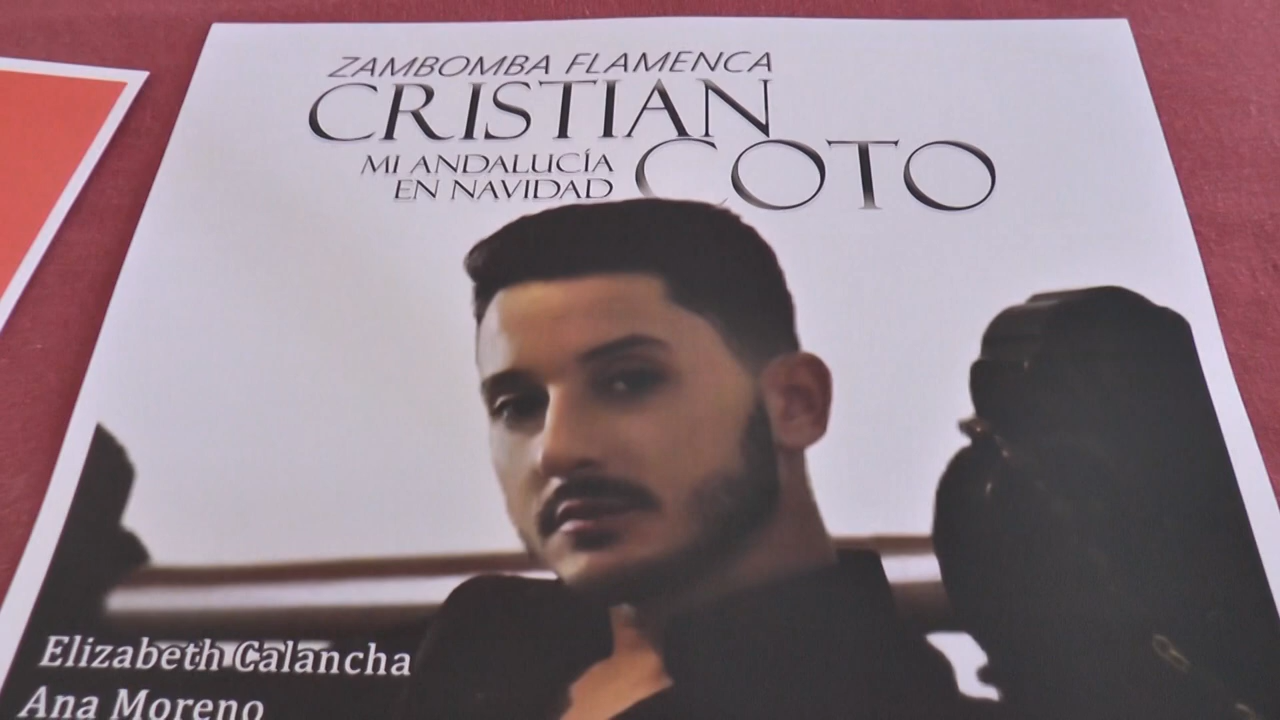 ZAMBOMBA FLAMENCA
CRISTIAN
MI ANDALUCÍA
EN NAVIDAD
COTO
Elizabeth Calancha
Ana Moreno